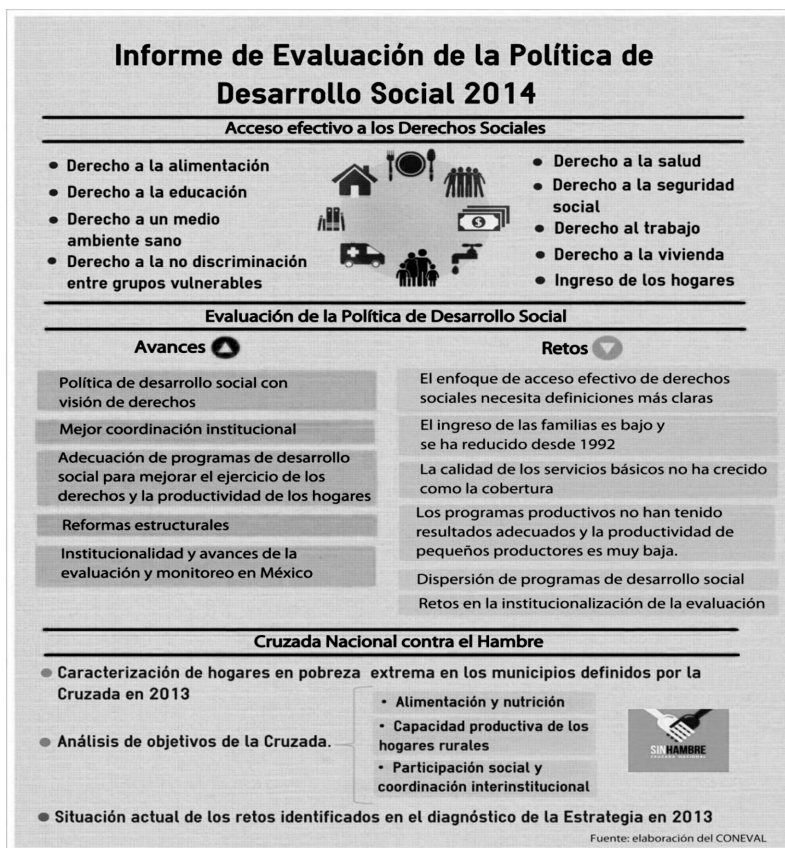 Informe de Evaluación de la Política de
Desarrollo Social 2014
Acceso efectivo a los Derechos Sociales
• Derecho a la alimentación
• Derecho a la educación
• Derecho a un medio
ambiente sano
• Derecho a la no discriminación
entre grupos vulnerables
• Derecho a la salud
• Derecho a la seguridad
social
• Derecho al trabajo
• Derecho a la vivienda
• Ingreso de los hogares
Evaluación de la Política de Desarrollo Social
Avances
Política de desarrollo social con
visión de derechos
Mejor coordinación institucional
Adecuación de programas de desarrollo
social para mejorar el ejercicio de los
derechos y la productividad de los hogares
Reformas estructurales
Institucionalidad y avances de la
evaluación y monitoreo en México
Retos
El enfoque de acceso efectivo de derechos
sociales necesita definiciones más claras
El ingreso de las familias es bajo y
se ha reducido desde 1992
La calidad de los servicios básicos no ha crecido
como la cobertura
Los programas productivos no han tenido
resultados adecuados y la productividad de
pequeños productores es muy baja.
Dispersión de programas de desarrollo social
Retos en la institucionalización de la evaluación
Cruzada Nacional contra el Hambre
• Caracterización de hogares en pobreza extrema en los municipios definidos por la
Cruzada en 2013
• Análisis de objetivos de la Cruzada.
• Alimentación y nutrición
• Capacidad productiva de los
hogares rurales
• Participación social y
coordinación interinstitucional
SINHAMBRE
CRUZADA NACIONAL
• Situación actual de los retos identificados en el diagnóstico de la Estrategia en 2013
Fuente: elaboración del CONEVAL